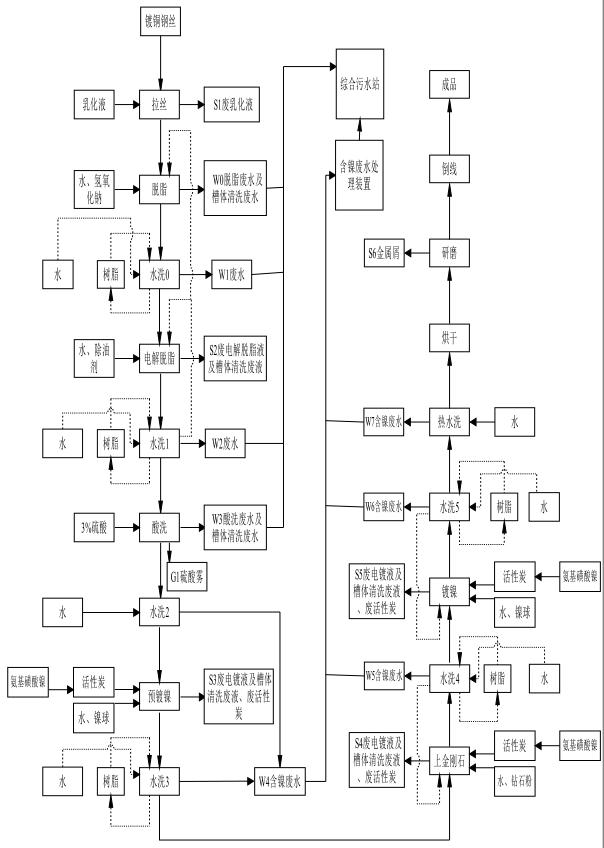 镀铜钢丝
乳化液
拉丝
S1废乳化液
水、氢氧
化钠
脱脂
W0脱脂废水及
槽体清洗废水
水
树脂
水洗0
W1废水
水、除油
剂
电解脱脂
S2废电解脱脂液
及槽体清洗废液
水
树脂
水洗1
W2废水
3%硫酸
酸洗
W3酸洗废水及
槽体清洗废水
G1硫酸雾
水
水洗2
氨基磺酸镍
活性炭
水、镍球
预镀镍
S3废电镀液及槽体
清洗废液、废活性
炭
水
树脂
水洗3
W4含镍废水
综合污水站
含镍废水处
理装置
成品
倒线
S6金属屑
研磨
烘干
W7含镍废水
热水洗
水
W6含镍废水
水洗5
树脂
水
S5废电镀液及
槽体清洗废液
、废活性炭
镀镍
活性炭
氨基磺酸镍
水、镍球
W5含镍废水
水洗4
树脂
水
S4废电镀液及
槽体清洗废液
、废活性炭
上金刚石
活性炭
氨基磺酸镍
水、钻石粉